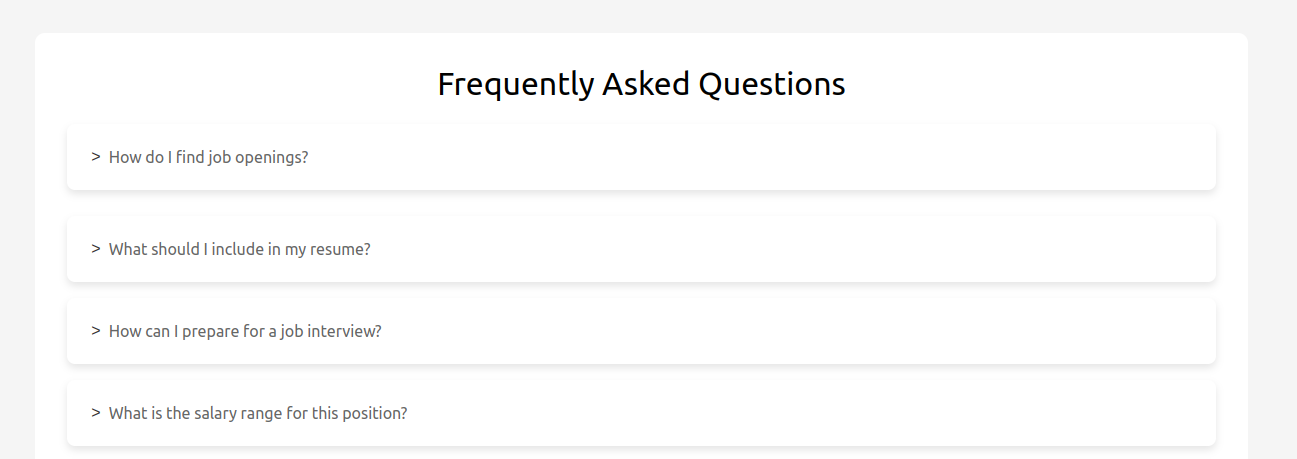 Frequently Asked Questions
> How do I find job openings?
> What should I include in my resume?
> How can I prepare for a job interview?
> What is the salary range for this position?